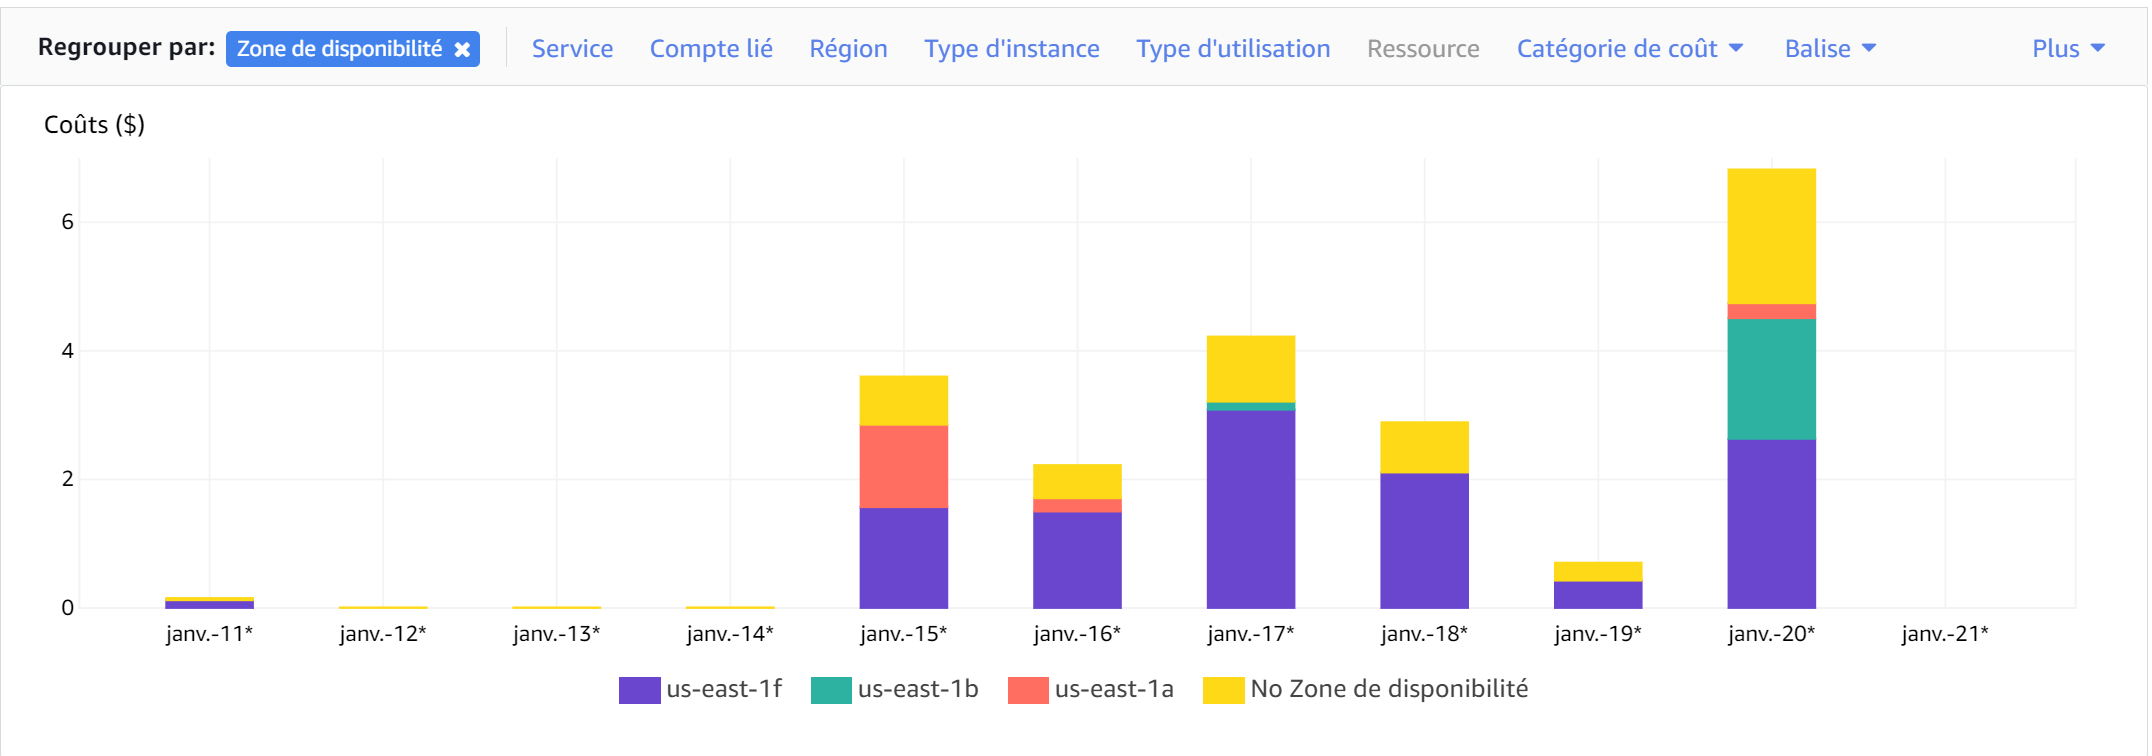 Regrouper par: Zone de disponibilité Service Compte lié Région Type d'instance Type d'utilisation Ressource Catégorie de coût Balise Plus
Coûts ($)
6
4
2
0
janv.-11* janv.-12* janv.-13* janv.-14* janv.-15* janv.-16* janv.-17* janv.-18* janv.-19* janv.-20* janv.-21*
us-east-1f us-east-1b us-east-1a No Zone de disponibilité